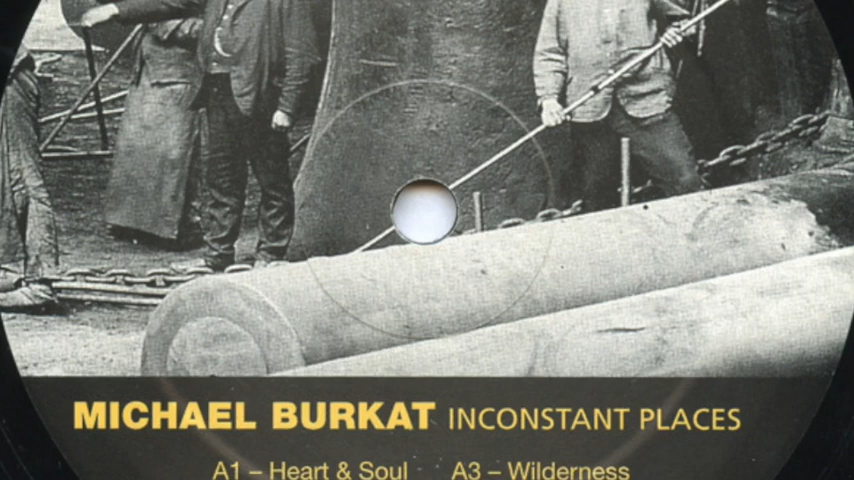 MICHAEL BURKAT INCONSTANT PLACES
A1 – Heart & Soul A3 – Wilderness